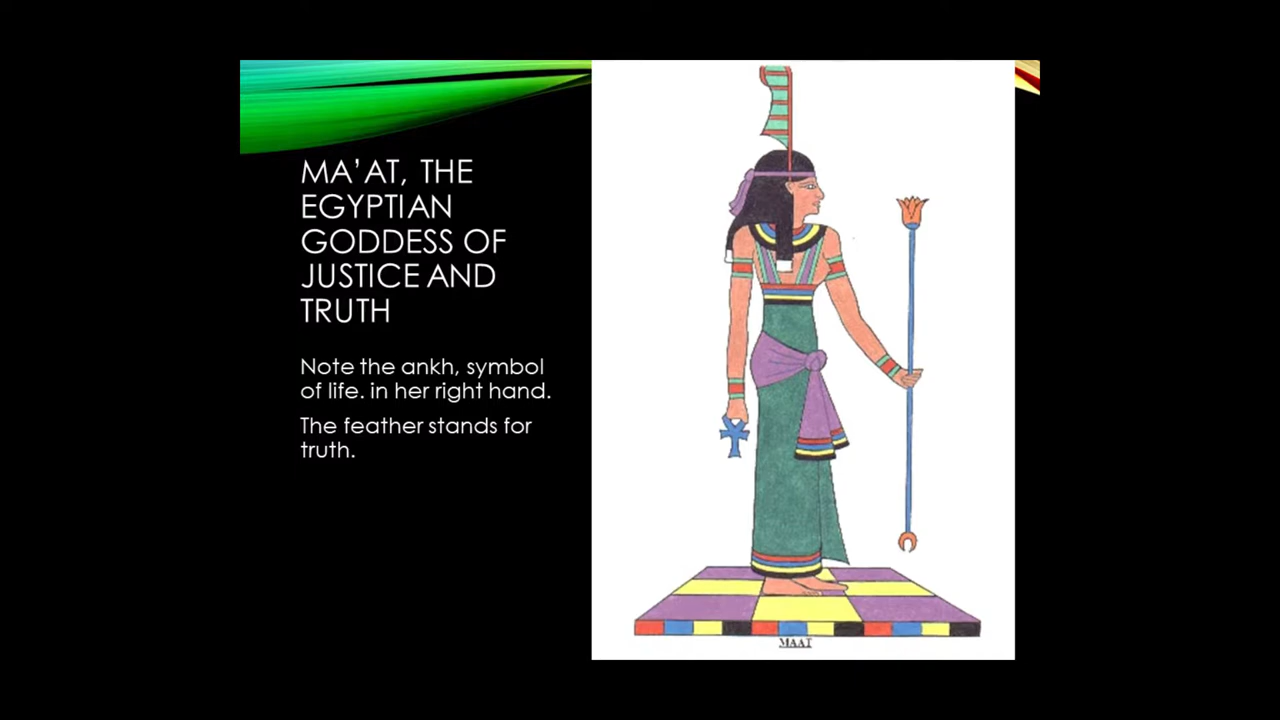 MA’AT, THE
EGYPTIAN
GODDESS OF
JUSTICE AND
TRUTH
Note the ankh, symbol
of life. in her right hand.
The feather stands for
truth.
MAAT